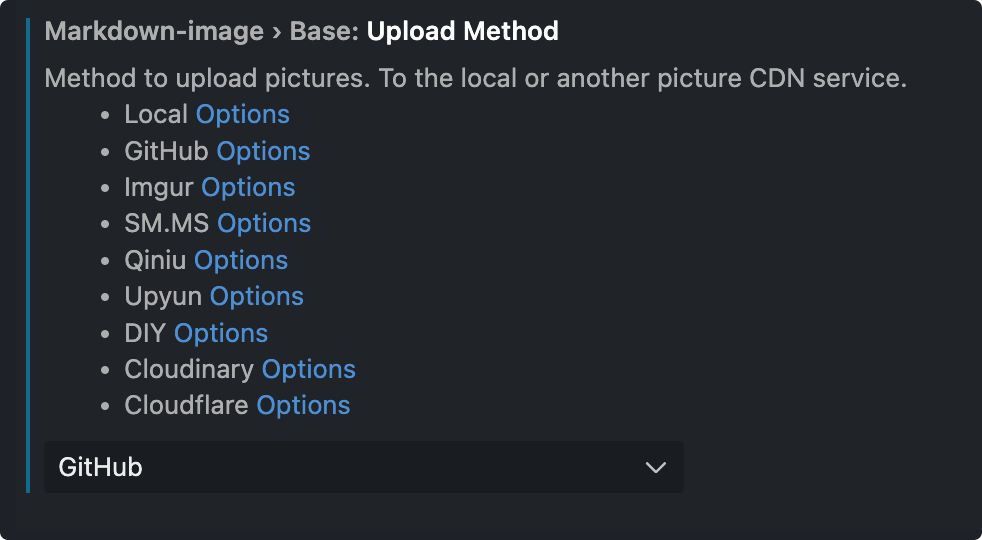 Markdown-image › Base: Upload Method
Method to upload pictures. To the local or another picture CDN service.
• Local Options
• GitHub Options
• Imgur Options
• SM.MS Options
• Qiniu Options
• Upyun Options
• DIY Options
• Cloudinary Options
• Cloudflare Options
GitHub